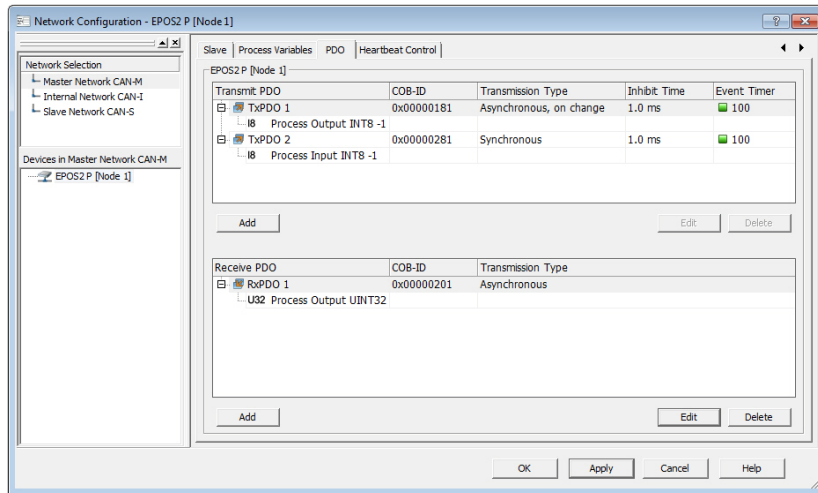 Network Configuration - EPOS2 P [Node 1]
Network Selection
Master Network CAN-M
Internal Network CAN-I
Slave Network CAN-S
Devices in Master Network CAN-M
EPOS2 P [Node 1]
Slave Process Variables PDO Heartbeat Control
EPOS2 P [Node 1]
Transmit PDO COB-ID Transmission Type Inhibit Time Event Timer
TxPDO 1 0x00000181 Asynchronous, on change 1.0 ms 100
I8 Process Output INT8 -1
TxPDO 2 0x00000281 Synchronous 1.0 ms 100
I8 Process Input INT8 -1
Add Edit Delete
Receive PDO COB-ID Transmission Type
RxPDO 1 0x00000201 Asynchronous
U32 Process Output UINT32
Add Edit Delete
OK Apply Cancel Help